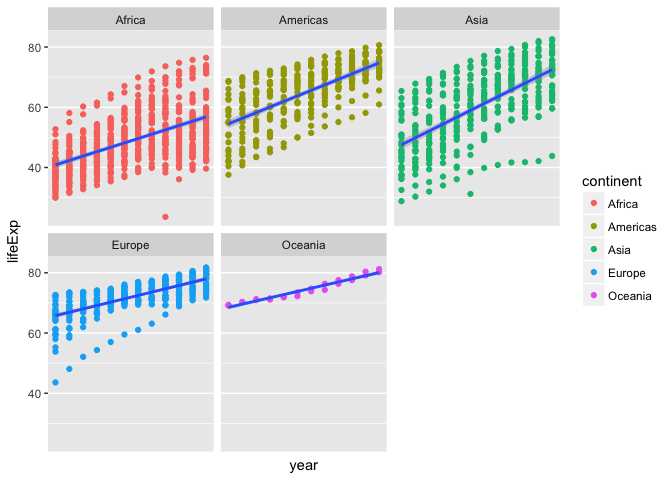 Africa
Americas
Asia
80
60
40
Europe
Oceania
80
60
40
lifeExp
year
continent
Africa
Americas
Asia
Europe
Oceania